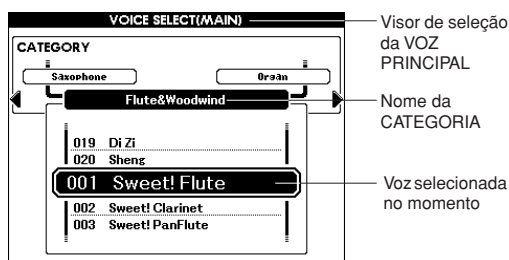 VOICE SELECT(MAIN)
Visor de seleção
da VOZ
PRINCIPAL
CATEGORY
Saxophone
Organ
Flute&Woodwind
Nome da
CATEGORIA
019 Di Zi
020 Sheng
001 Sweet! Flute
Voz selecionada
no momento
002 Sweet! Clarinet
003 Sweet! PanFlute